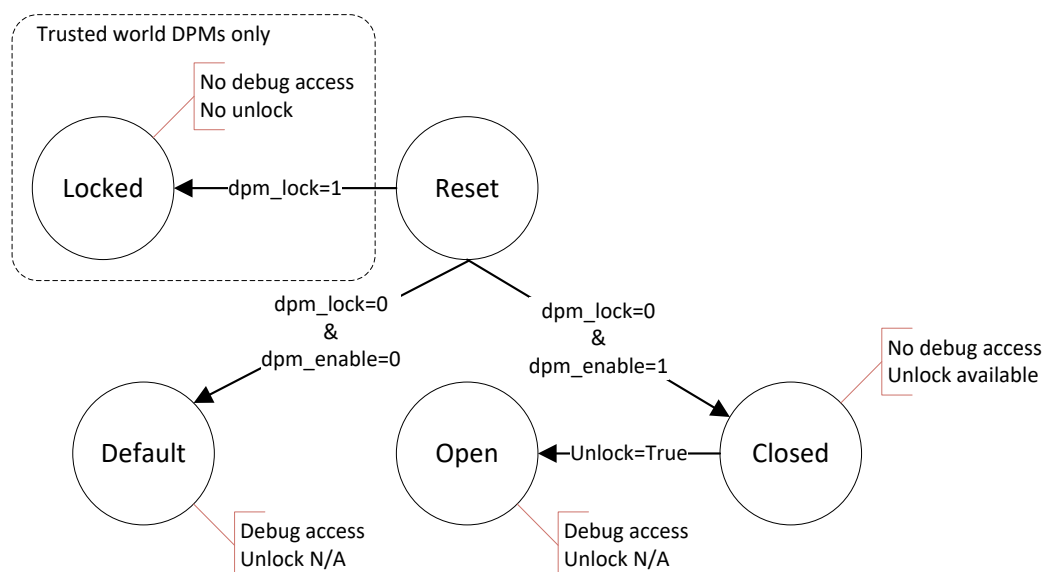 Trusted world DPMs only
No debug access
No unlock
Locked
dpm_lock=1
Reset
dpm_lock=0
&
dpm_enable=0
dpm_lock=0
&
dpm_enable=1
No debug access
Unlock available
Default
Open
Unlock=True
Closed
Debug access
Unlock N/A
Debug access
Unlock N/A